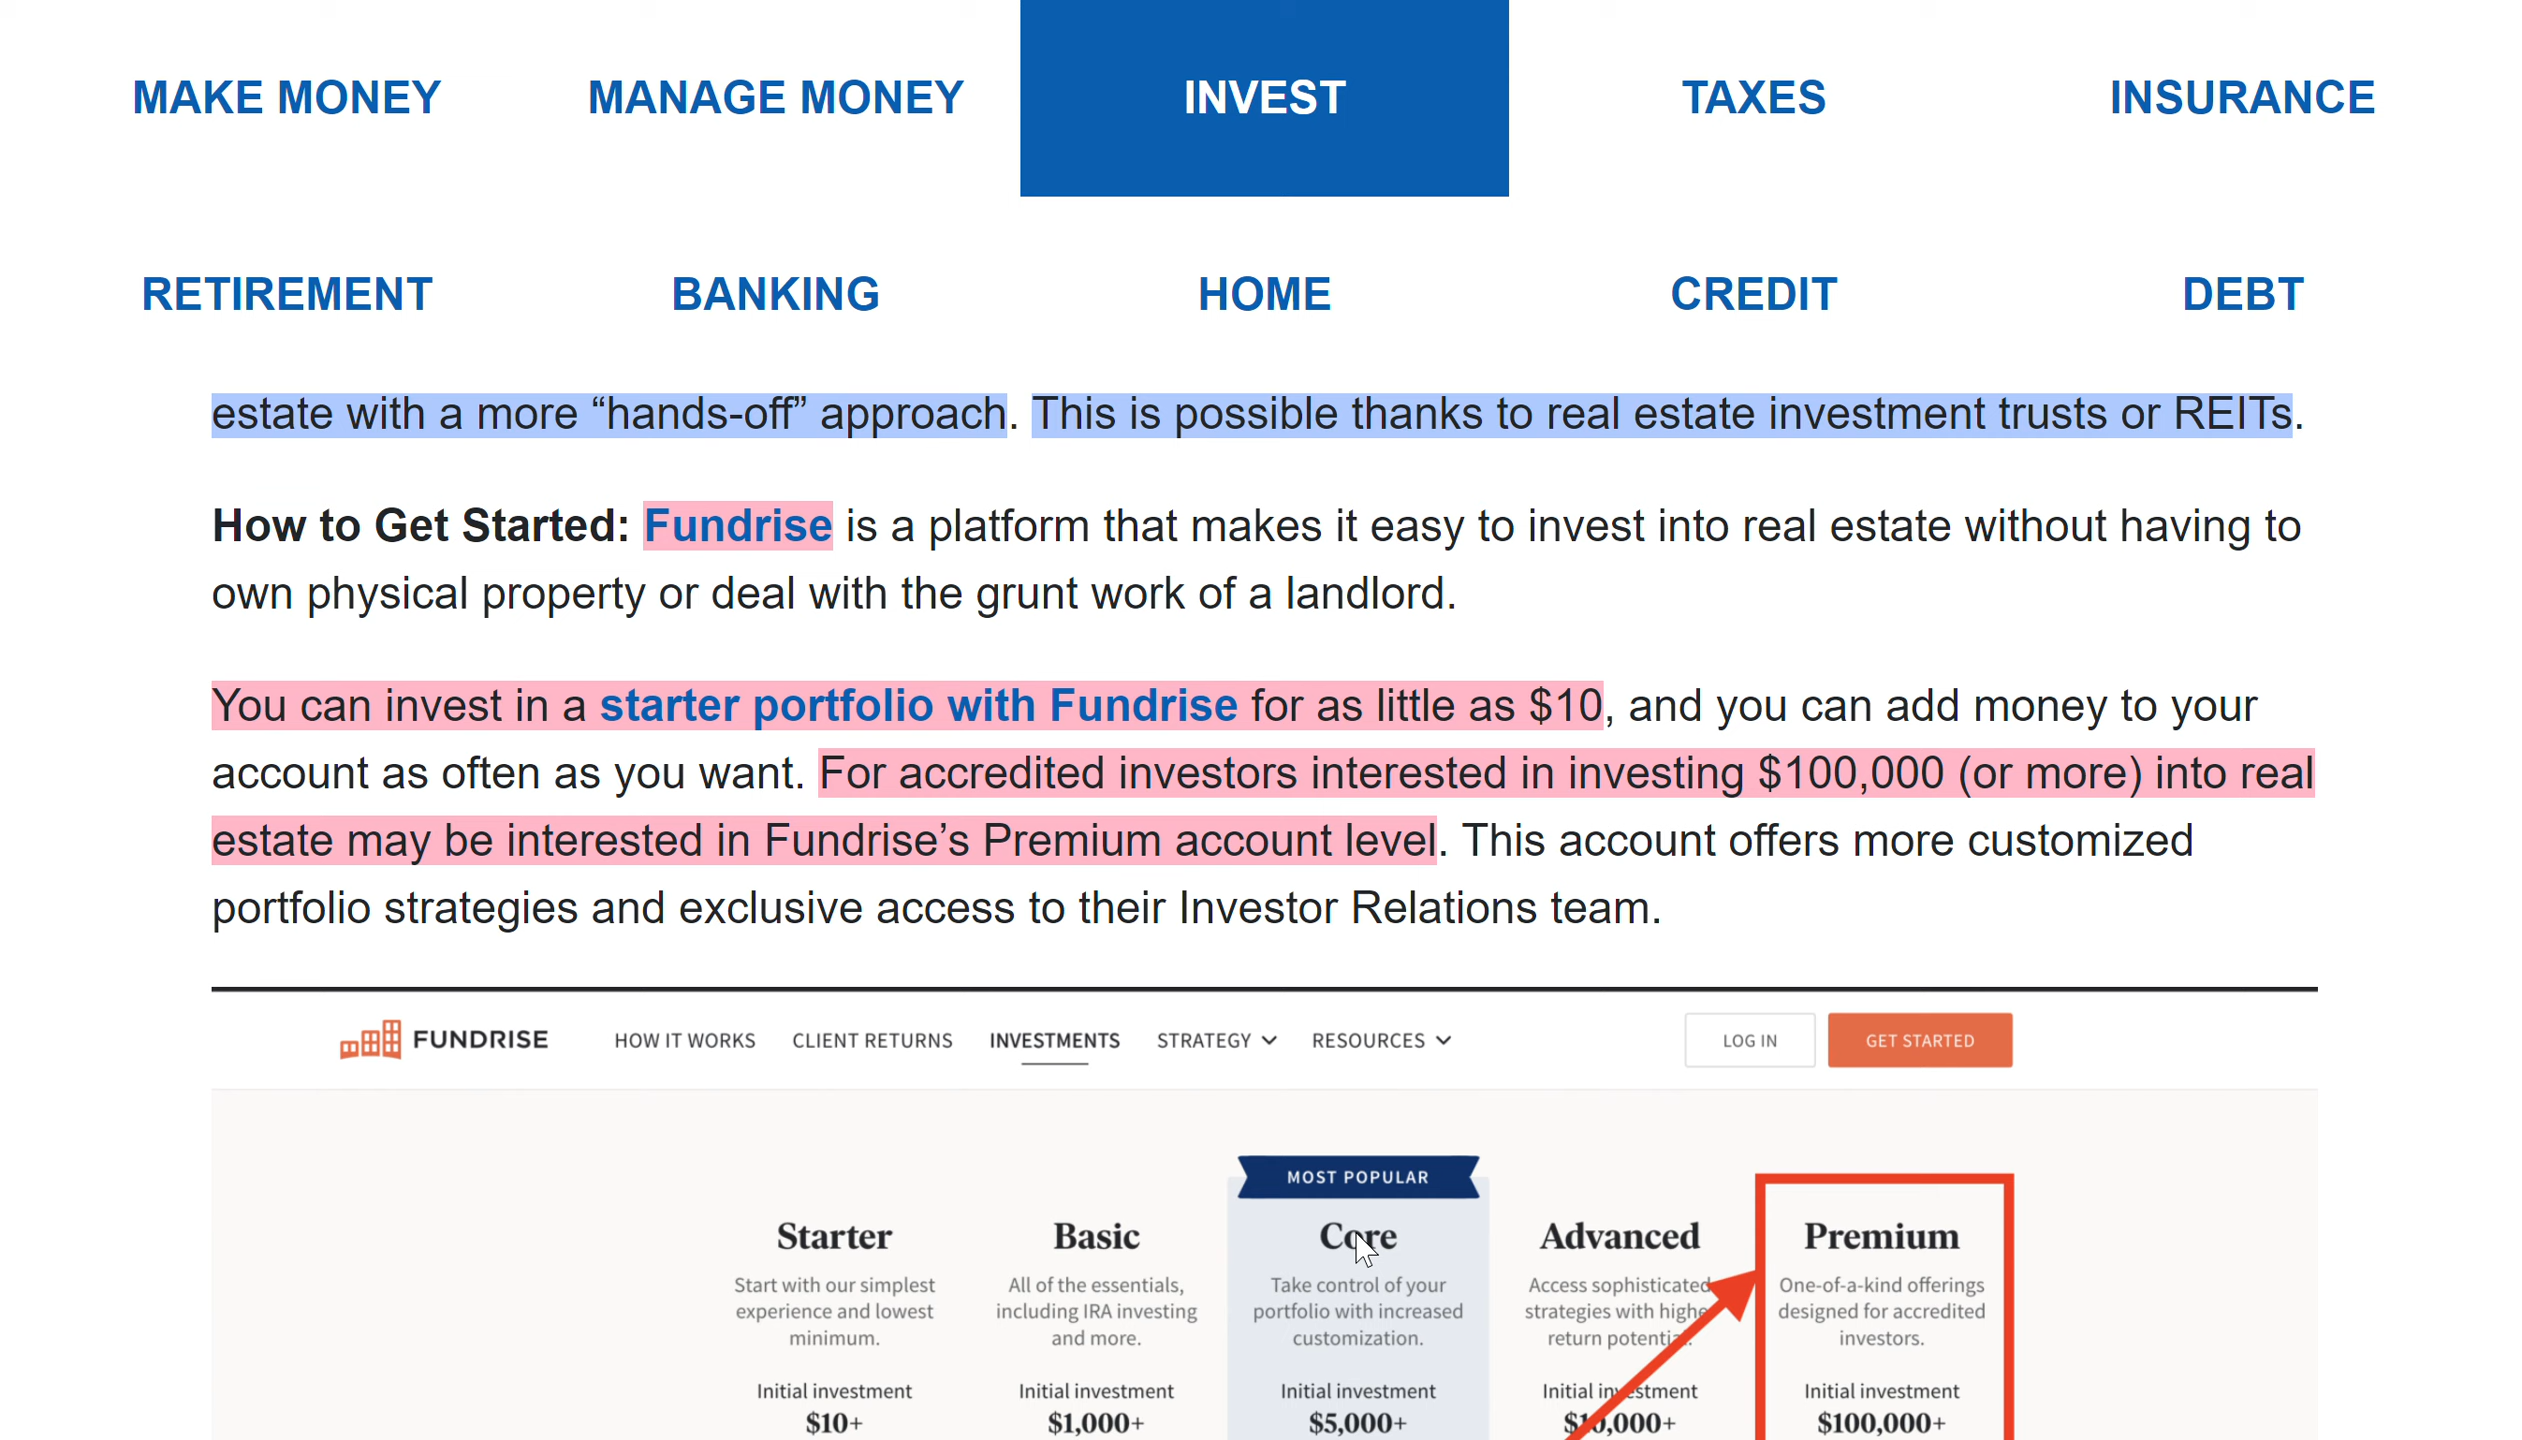 MAKE MONEY MANAGE MONEY INVEST TAXES INSURANCE
RETIREMENT BANKING HOME CREDIT DEBT
estate with a more “hands-off” approach. This is possible thanks to real estate investment trusts or REITs.
How to Get Started: Fundrise is a platform that makes it easy to invest into real estate without having to
own physical property or deal with the grunt work of a landlord.
You can invest in a starter portfolio with Fundrise for as little as $10, and you can add money to your
account as often as you want. For accredited investors interested in investing $100,000 (or more) into real
estate may be interested in Fundrise’s Premium account level. This account offers more customized
portfolio strategies and exclusive access to their Investor Relations team.
FUNDRISE HOW IT WORKS CLIENT RETURNS INVESTMENTS STRATEGY RESOURCES LOG IN GET STARTED
MOST POPULAR
Starter
Start with our simplest
experience and lowest
minimum.
Initial investment
$10+
Basic
All of the essentials,
including IRA investing
and more.
Initial investment
$1,000+
Core
Take control of your
portfolio with increased
customization.
Initial investment
$5,000+
Advanced
Access sophisticated
strategies with highe
return potential.
Initial investment
$10,000+
Premium
One-of-a-kind offerings
designed for accredited
investors.
Initial investment
$100,000+